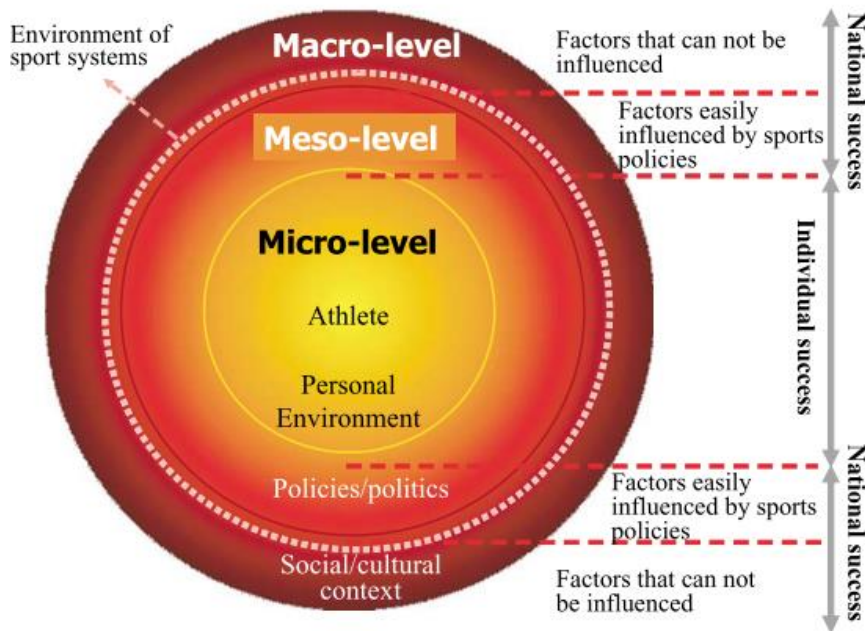 Environment of
sport systems
Macro-level
Factors that can not be
influenced
Meso-level
Factors easily
influenced by sports
policies
National success
Micro-level
Athlete
Personal
Environment
Individual success
Policies/politics
Factors easily
influenced by sports
policies
Social/cultural
context
Factors that can not
be influenced
National success